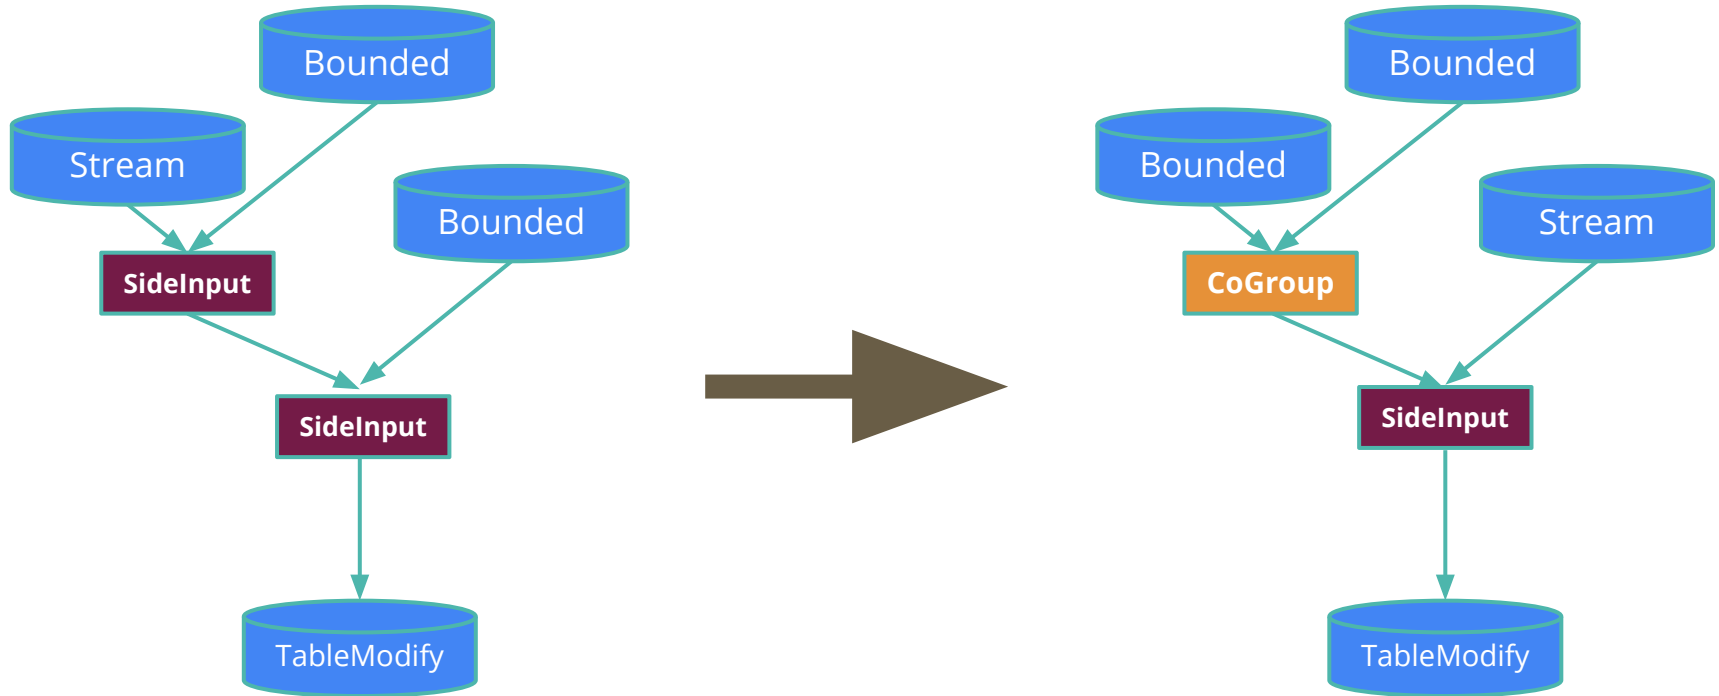 Bounded
Stream
Bounded
SideInput
SideInput
TableModify
Bounded
Bounded
Stream
CoGroup
SideInput
TableModify